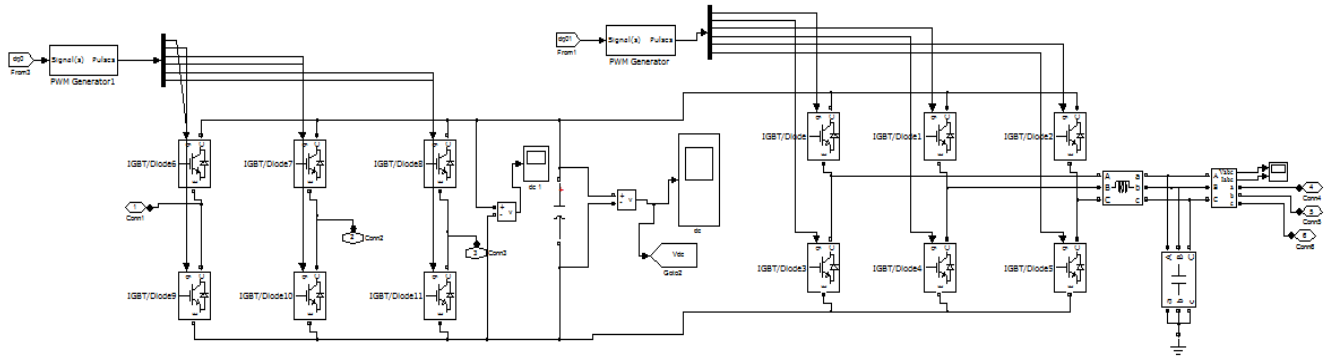 dq0
From3
Signal(s) Pulses
PWM Generator1
dq01
From1
Signal(s) Pulses
PWM Generator
IGBT/Diode6
g C
E
IGBT/Diode7
g C
E
IGBT/Diode8
g C
E
IGBT/Diode
g C
E
IGBT/Diode1
g C
E
IGBT/Diode2
g C
E
+
-
v
dc 1
+
-
v
dc
Vdc
Goto2
1
Conn1
2
Conn2
3
Conn3
IGBT/Diode9
g C
E
IGBT/Diode10
g C
E
IGBT/Diode11
g C
E
IGBT/Diode3
g C
E
IGBT/Diode4
g C
E
IGBT/Diode5
g C
E
A a
B b
C c
A Vabc
Iabc
B a
b
C c
4
Conn4
5
Conn5
6
Conn6
A B C
a b c